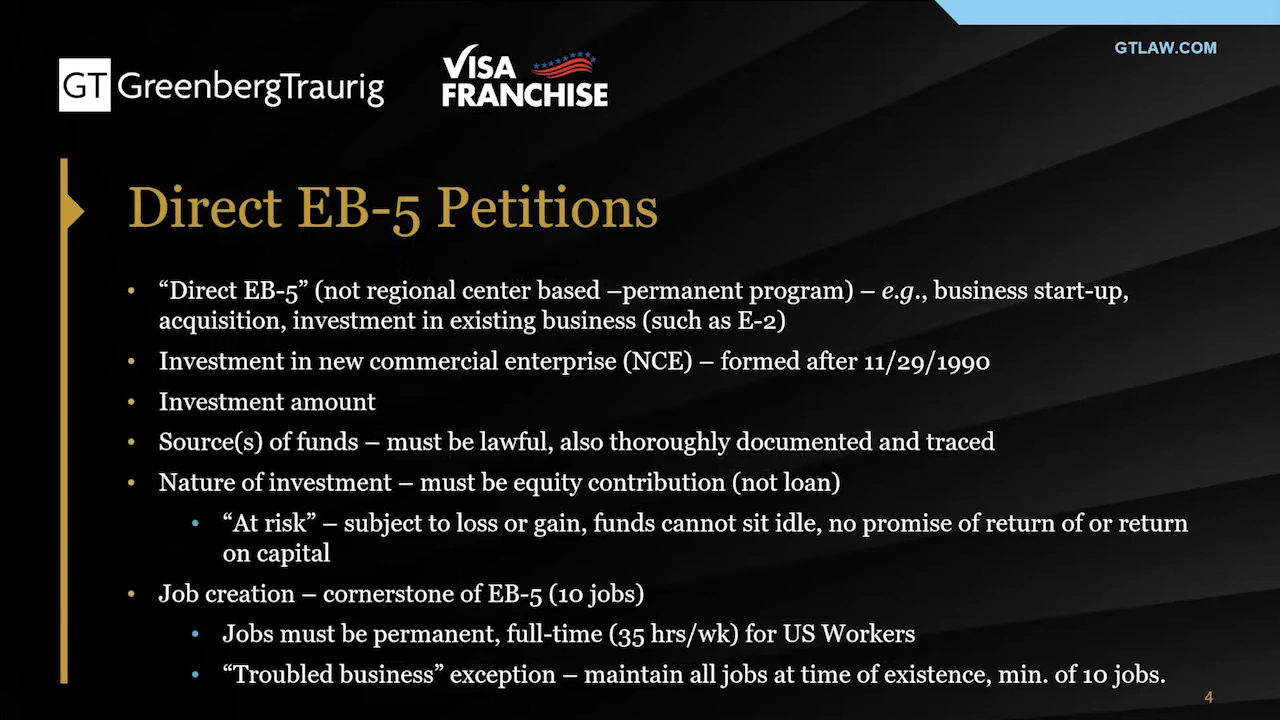 GTLAW.COM
GT GreenbergTraurig
VISA
FRANCHISE
Direct EB-5 Petitions
• “Direct EB-5” (not regional center based –permanent program) – e.g., business start-up,
acquisition, investment in existing business (such as E-2)
• Investment in new commercial enterprise (NCE) – formed after 11/29/1990
• Investment amount
• Source(s) of funds – must be lawful, also thoroughly documented and traced
• Nature of investment – must be equity contribution (not loan)
• “At risk” – subject to loss or gain, funds cannot sit idle, no promise of return of or return
on capital
• Job creation – cornerstone of EB-5 (10 jobs)
• Jobs must be permanent, full-time (35 hrs/wk) for US Workers
• “Troubled business” exception – maintain all jobs at time of existence, min. of 10 jobs.
4